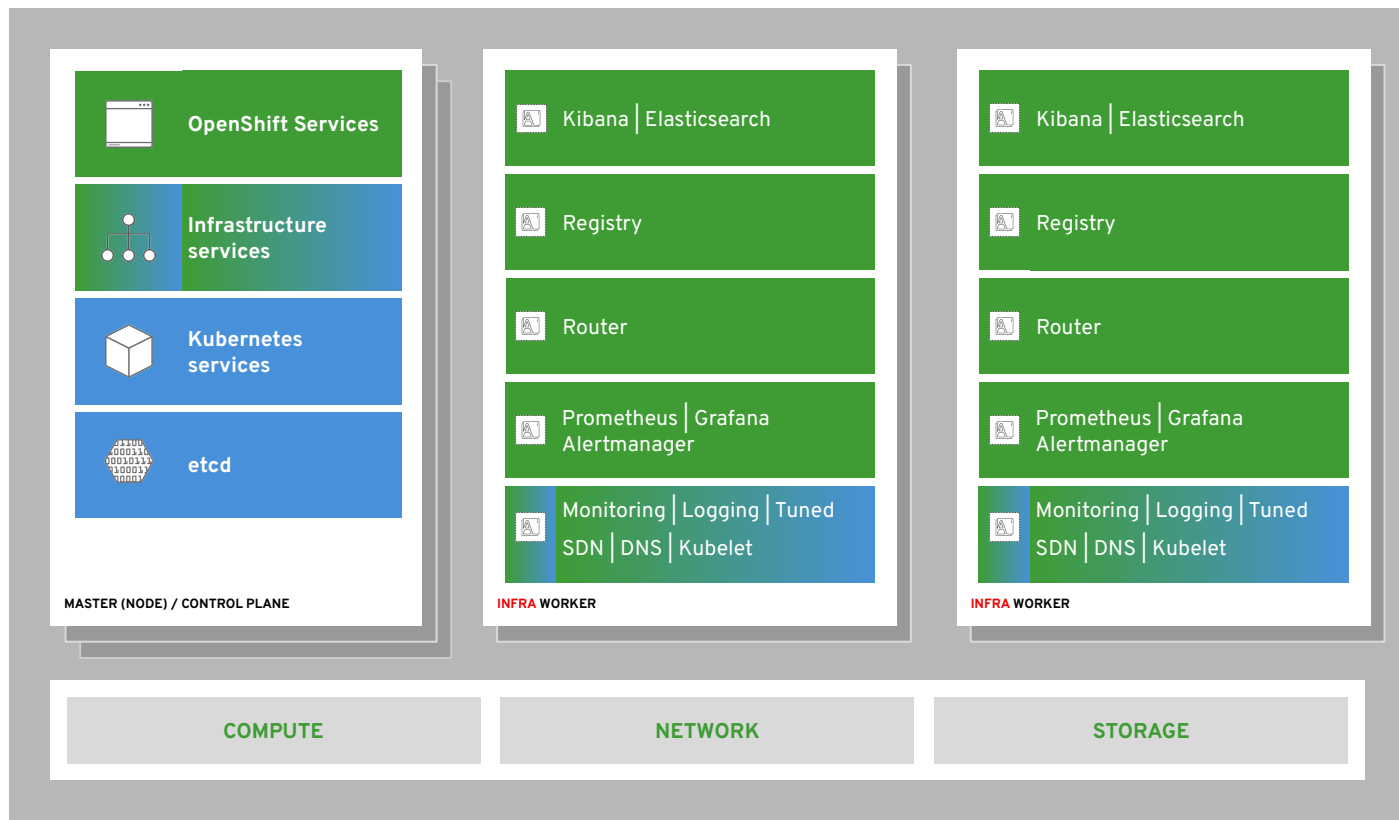 OpenShift Services
Infrastructure
services
Kubernetes
services
etcd
MASTER (NODE) / CONTROL PLANE
Kibana | Elasticsearch
Registry
Router
Prometheus | Grafana
Alertmanager
Monitoring | Logging | Tuned
SDN | DNS | Kubelet
INFRA WORKER
Kibana | Elasticsearch
Registry
Router
Prometheus | Grafana
Alertmanager
Monitoring | Logging | Tuned
SDN | DNS | Kubelet
INFRA WORKER
COMPUTE
NETWORK
STORAGE